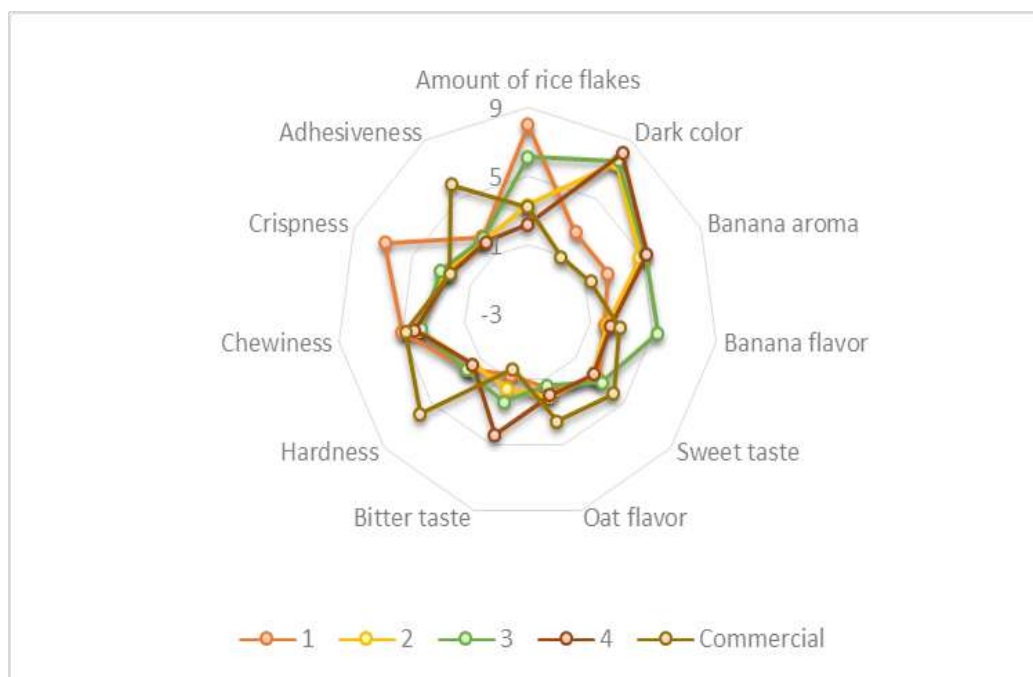 Amount of rice flakes
9
Adhesiveness
Dark color
5
Crispness
Banana aroma
1
-3
Chewiness
Banana flavor
Hardness
Sweet taste
Bitter taste
Oat flavor
1 2 3 4 Commercial